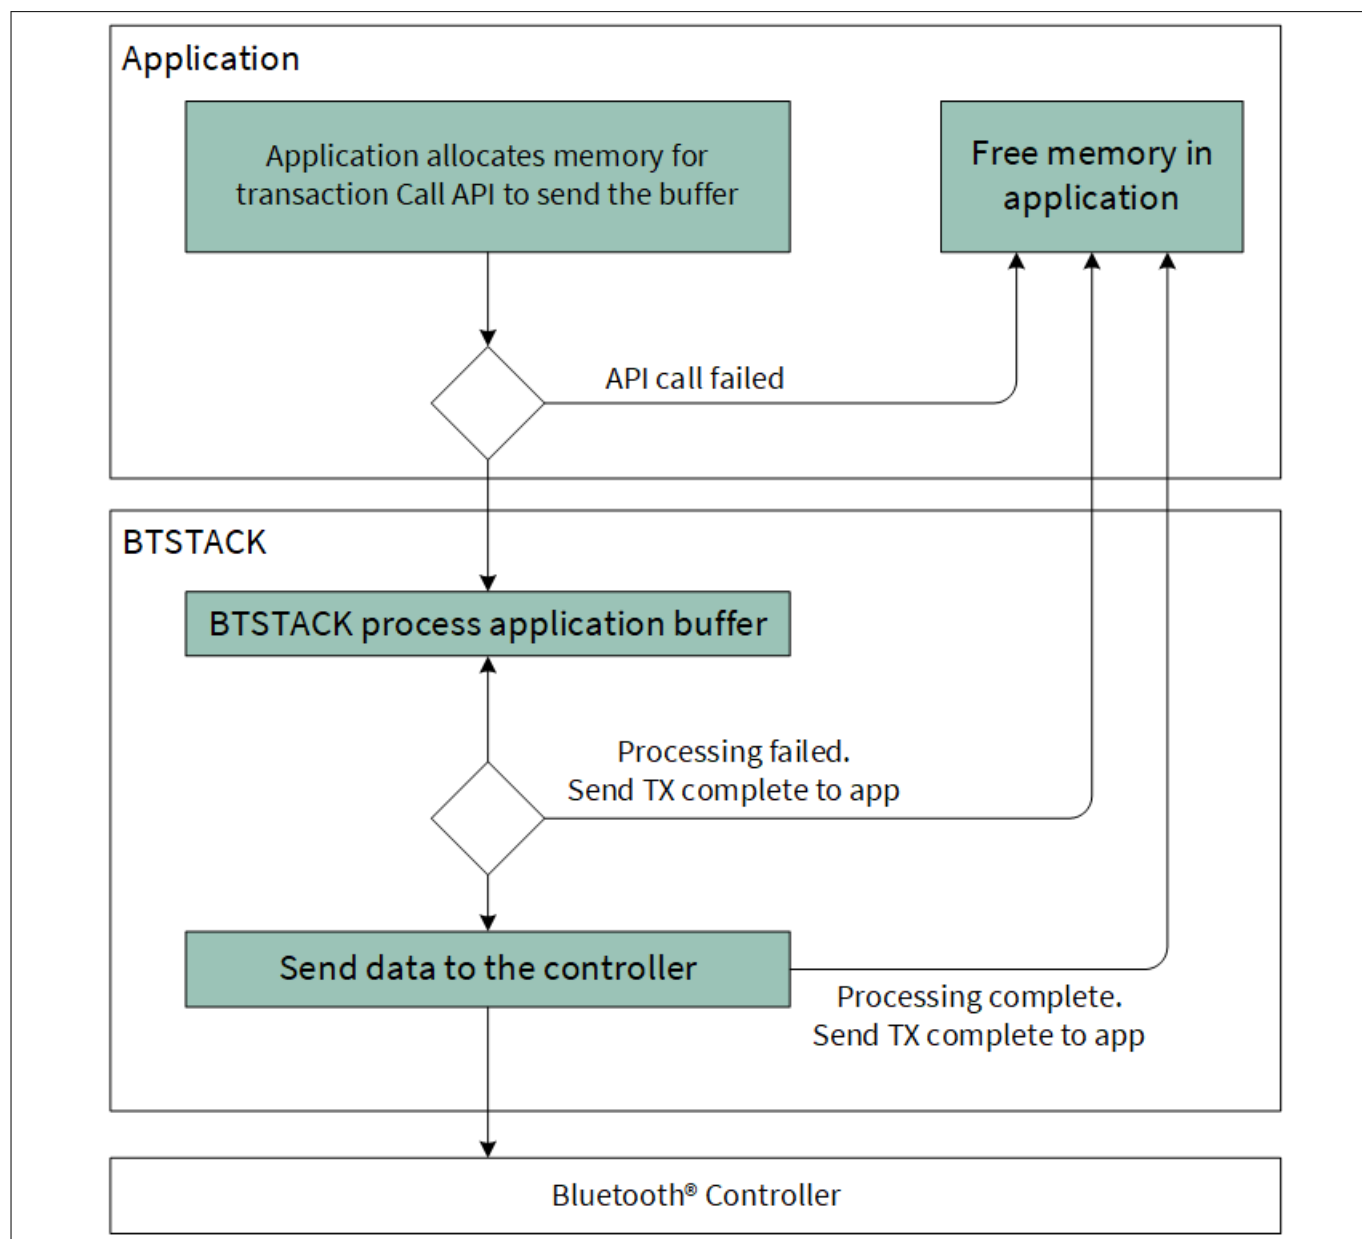 Application
Application allocates memory for
transaction Call API to send the buffer
Free memory in
application
API call failed
BTSTACK
BTSTACK process application buffer
Processing failed.
Send TX complete to app
Send data to the controller
Processing complete.
Send TX complete to app
Bluetooth® Controller